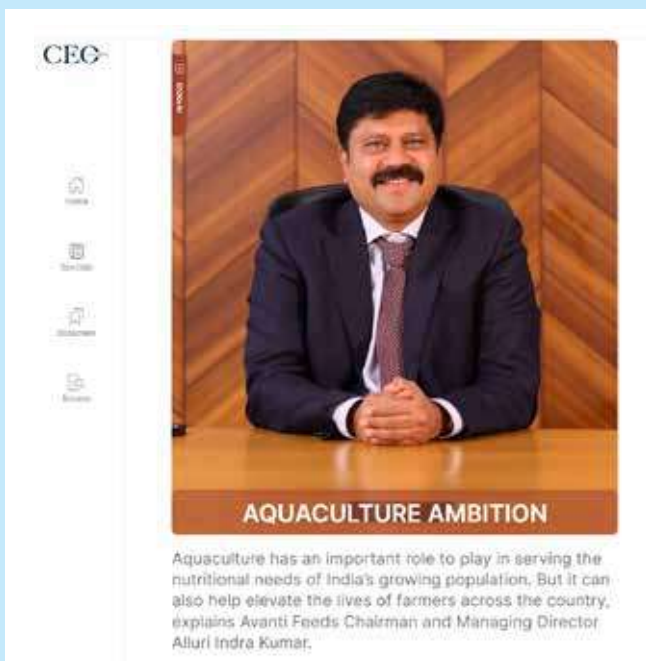 CEO
Home
AQUACULTURE AMBITION
Aquaculture has an important role to play in serving the
nutritional needs of India's growing population. But it can
also help elevate the lives of farmers across the country,
explains Avanti Feeds Chairman and Managing Director
Alluri Indra Kumar.